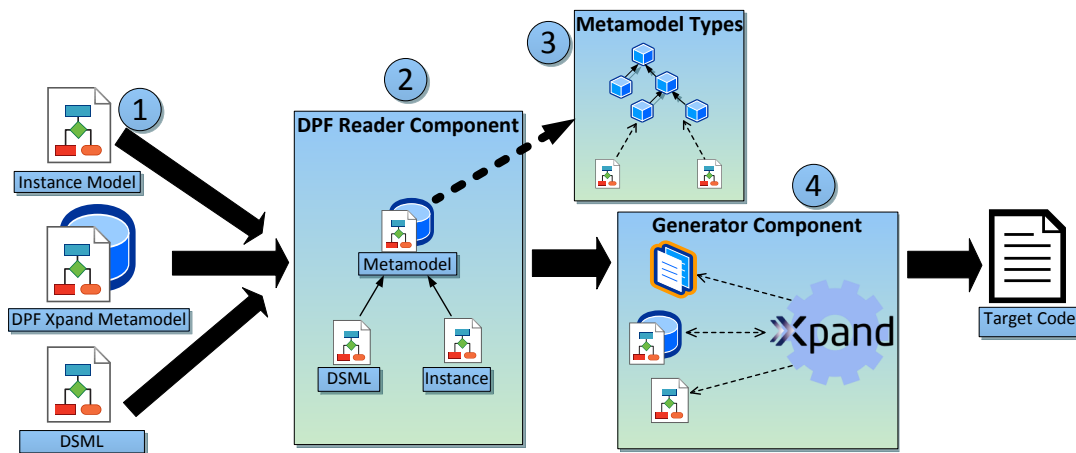 1
Instance Model
DPF Xpand Metamodel
DSML
2
DPF Reader Component
Metamodel
DSML
Instance
3
Metamodel Types
4
Generator Component
Xpand
Target Code